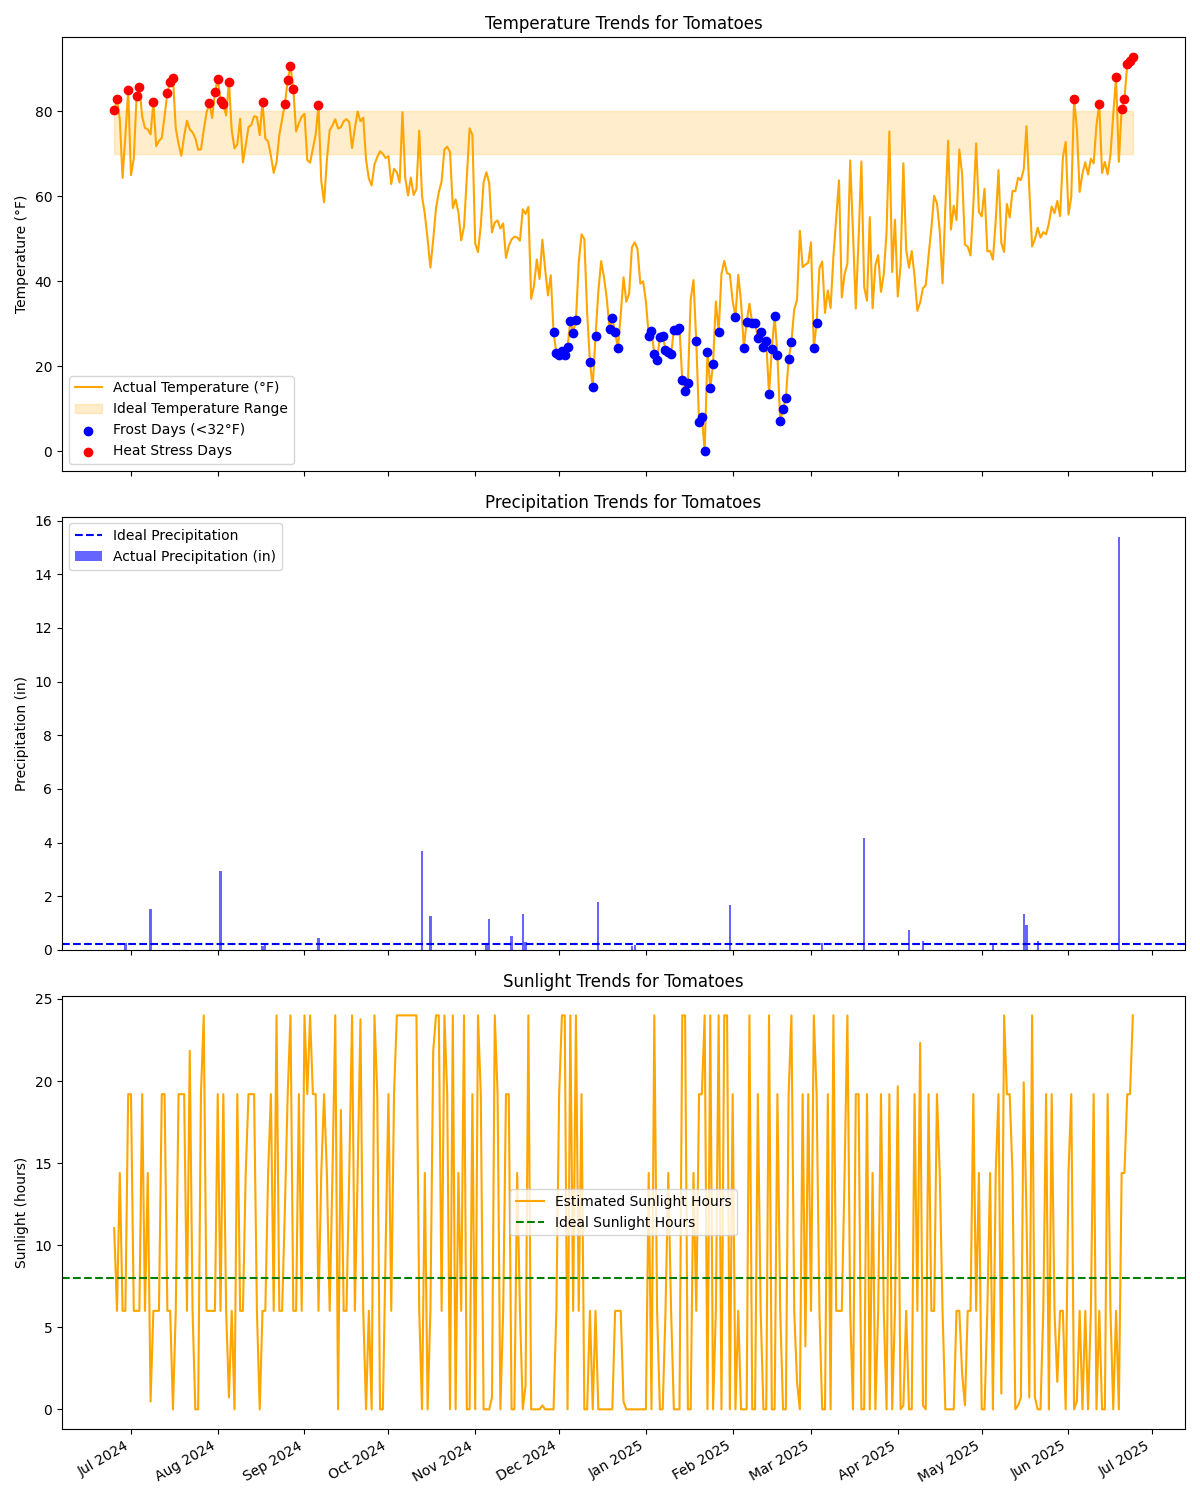 Temperature Trends for Tomatoes
Temperature (°F)
80
60
40
20
0
Actual Temperature (°F)
Ideal Temperature Range
Frost Days (<32°F)
Heat Stress Days
Precipitation Trends for Tomatoes
Precipitation (in)
16
14
12
10
8
6
4
2
0
Ideal Precipitation
Actual Precipitation (in)
Sunlight Trends for Tomatoes
Sunlight (hours)
25
20
15
10
5
0
Estimated Sunlight Hours
Ideal Sunlight Hours
Jul 2024
Aug 2024
Sep 2024
Oct 2024
Nov 2024
Dec 2024
Jan 2025
Feb 2025
Mar 2025
Apr 2025
May 2025
Jun 2025
Jul 2025